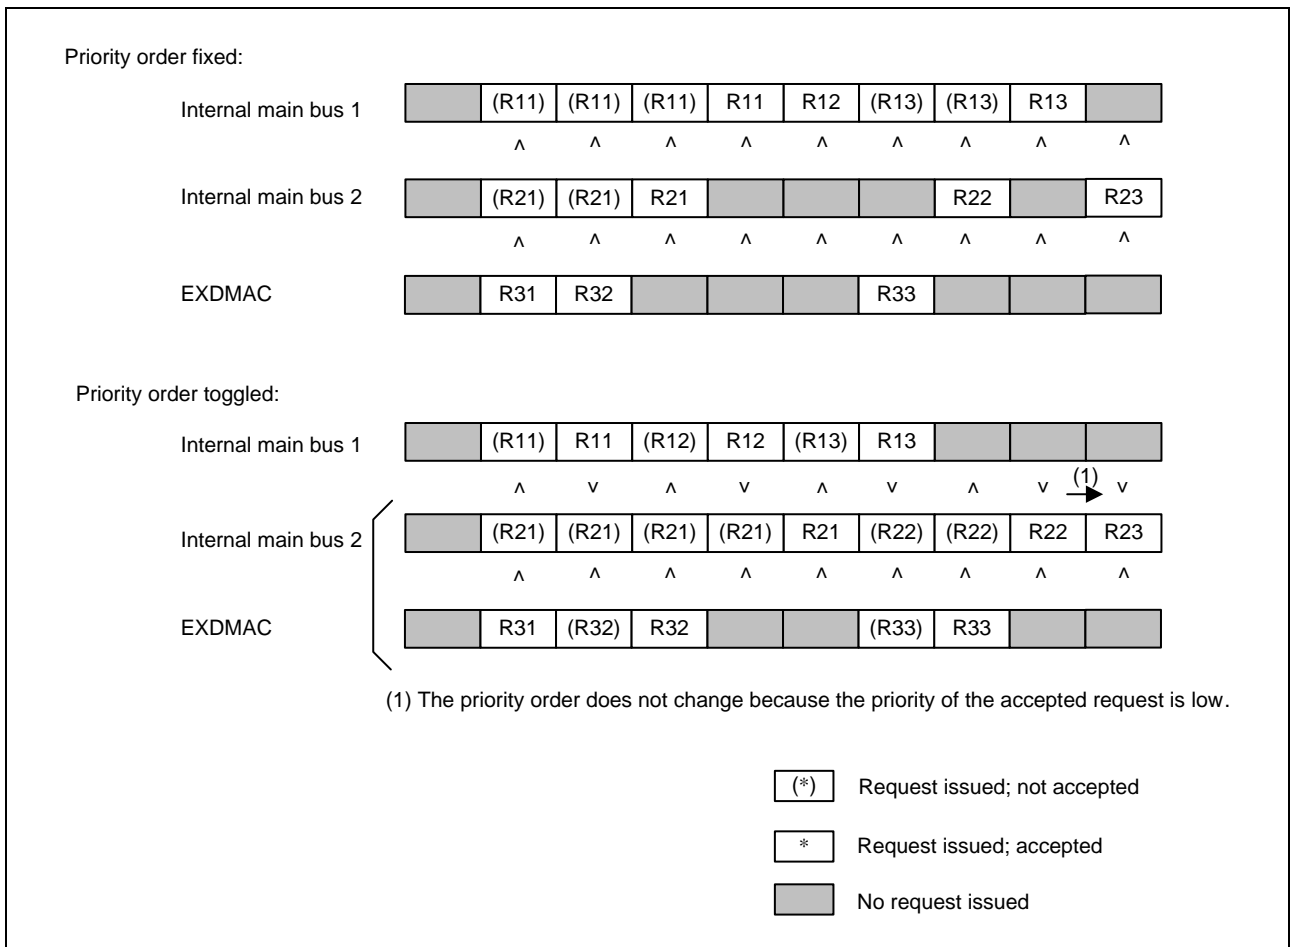 Priority order fixed:
Internal main bus 1 (R11) (R11) (R11) R11 R12 (R13) (R13) R13
^ ^ ^ ^ ^ ^ ^ ^ ^
Internal main bus 2 (R21) (R21) R21 R22 R23
^ ^ ^ ^ ^ ^ ^ ^ ^
EXDMAC R31 R32 R33
Priority order toggled:
Internal main bus 1 (R11) R11 (R12) R12 (R13) R13
^ v ^ v ^ v ^ v (1) v
Internal main bus 2 (R21) (R21) (R21) (R21) R21 (R22) (R22) R22 R23
^ ^ ^ ^ ^ ^ ^ ^ ^
EXDMAC R31 (R32) R32 (R33) R33
(1) The priority order does not change because the priority of the accepted request is low.
(*) Request issued; not accepted
* Request issued; accepted
No request issued